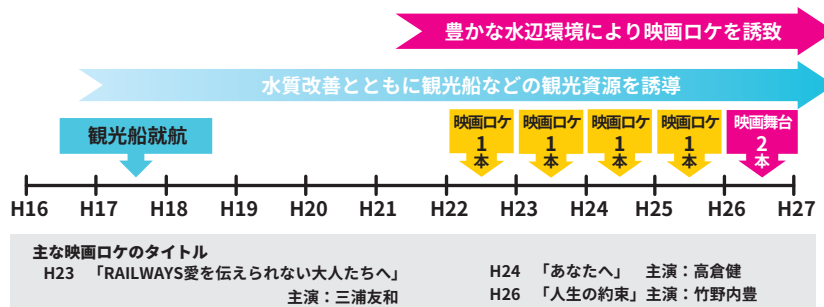 豊かな水辺環境により映画ロケを誘致
水質改善とともに観光船などの観光資源を誘導
観光船就航
映画ロケ
1
本
映画ロケ
1
本
映画ロケ
1
本
映画ロケ
1
本
映画舞台
2
本
H16 H17 H18 H19 H20 H21 H22 H23 H24 H25 H26 H27
主な映画ロケのタイトル
H23 「RAILWAYS愛を伝えられない大人たちへ」
主演：三浦友和
H24 「あなたへ」 主演：高倉健
H26 「人生の約束」主演：竹野内豊